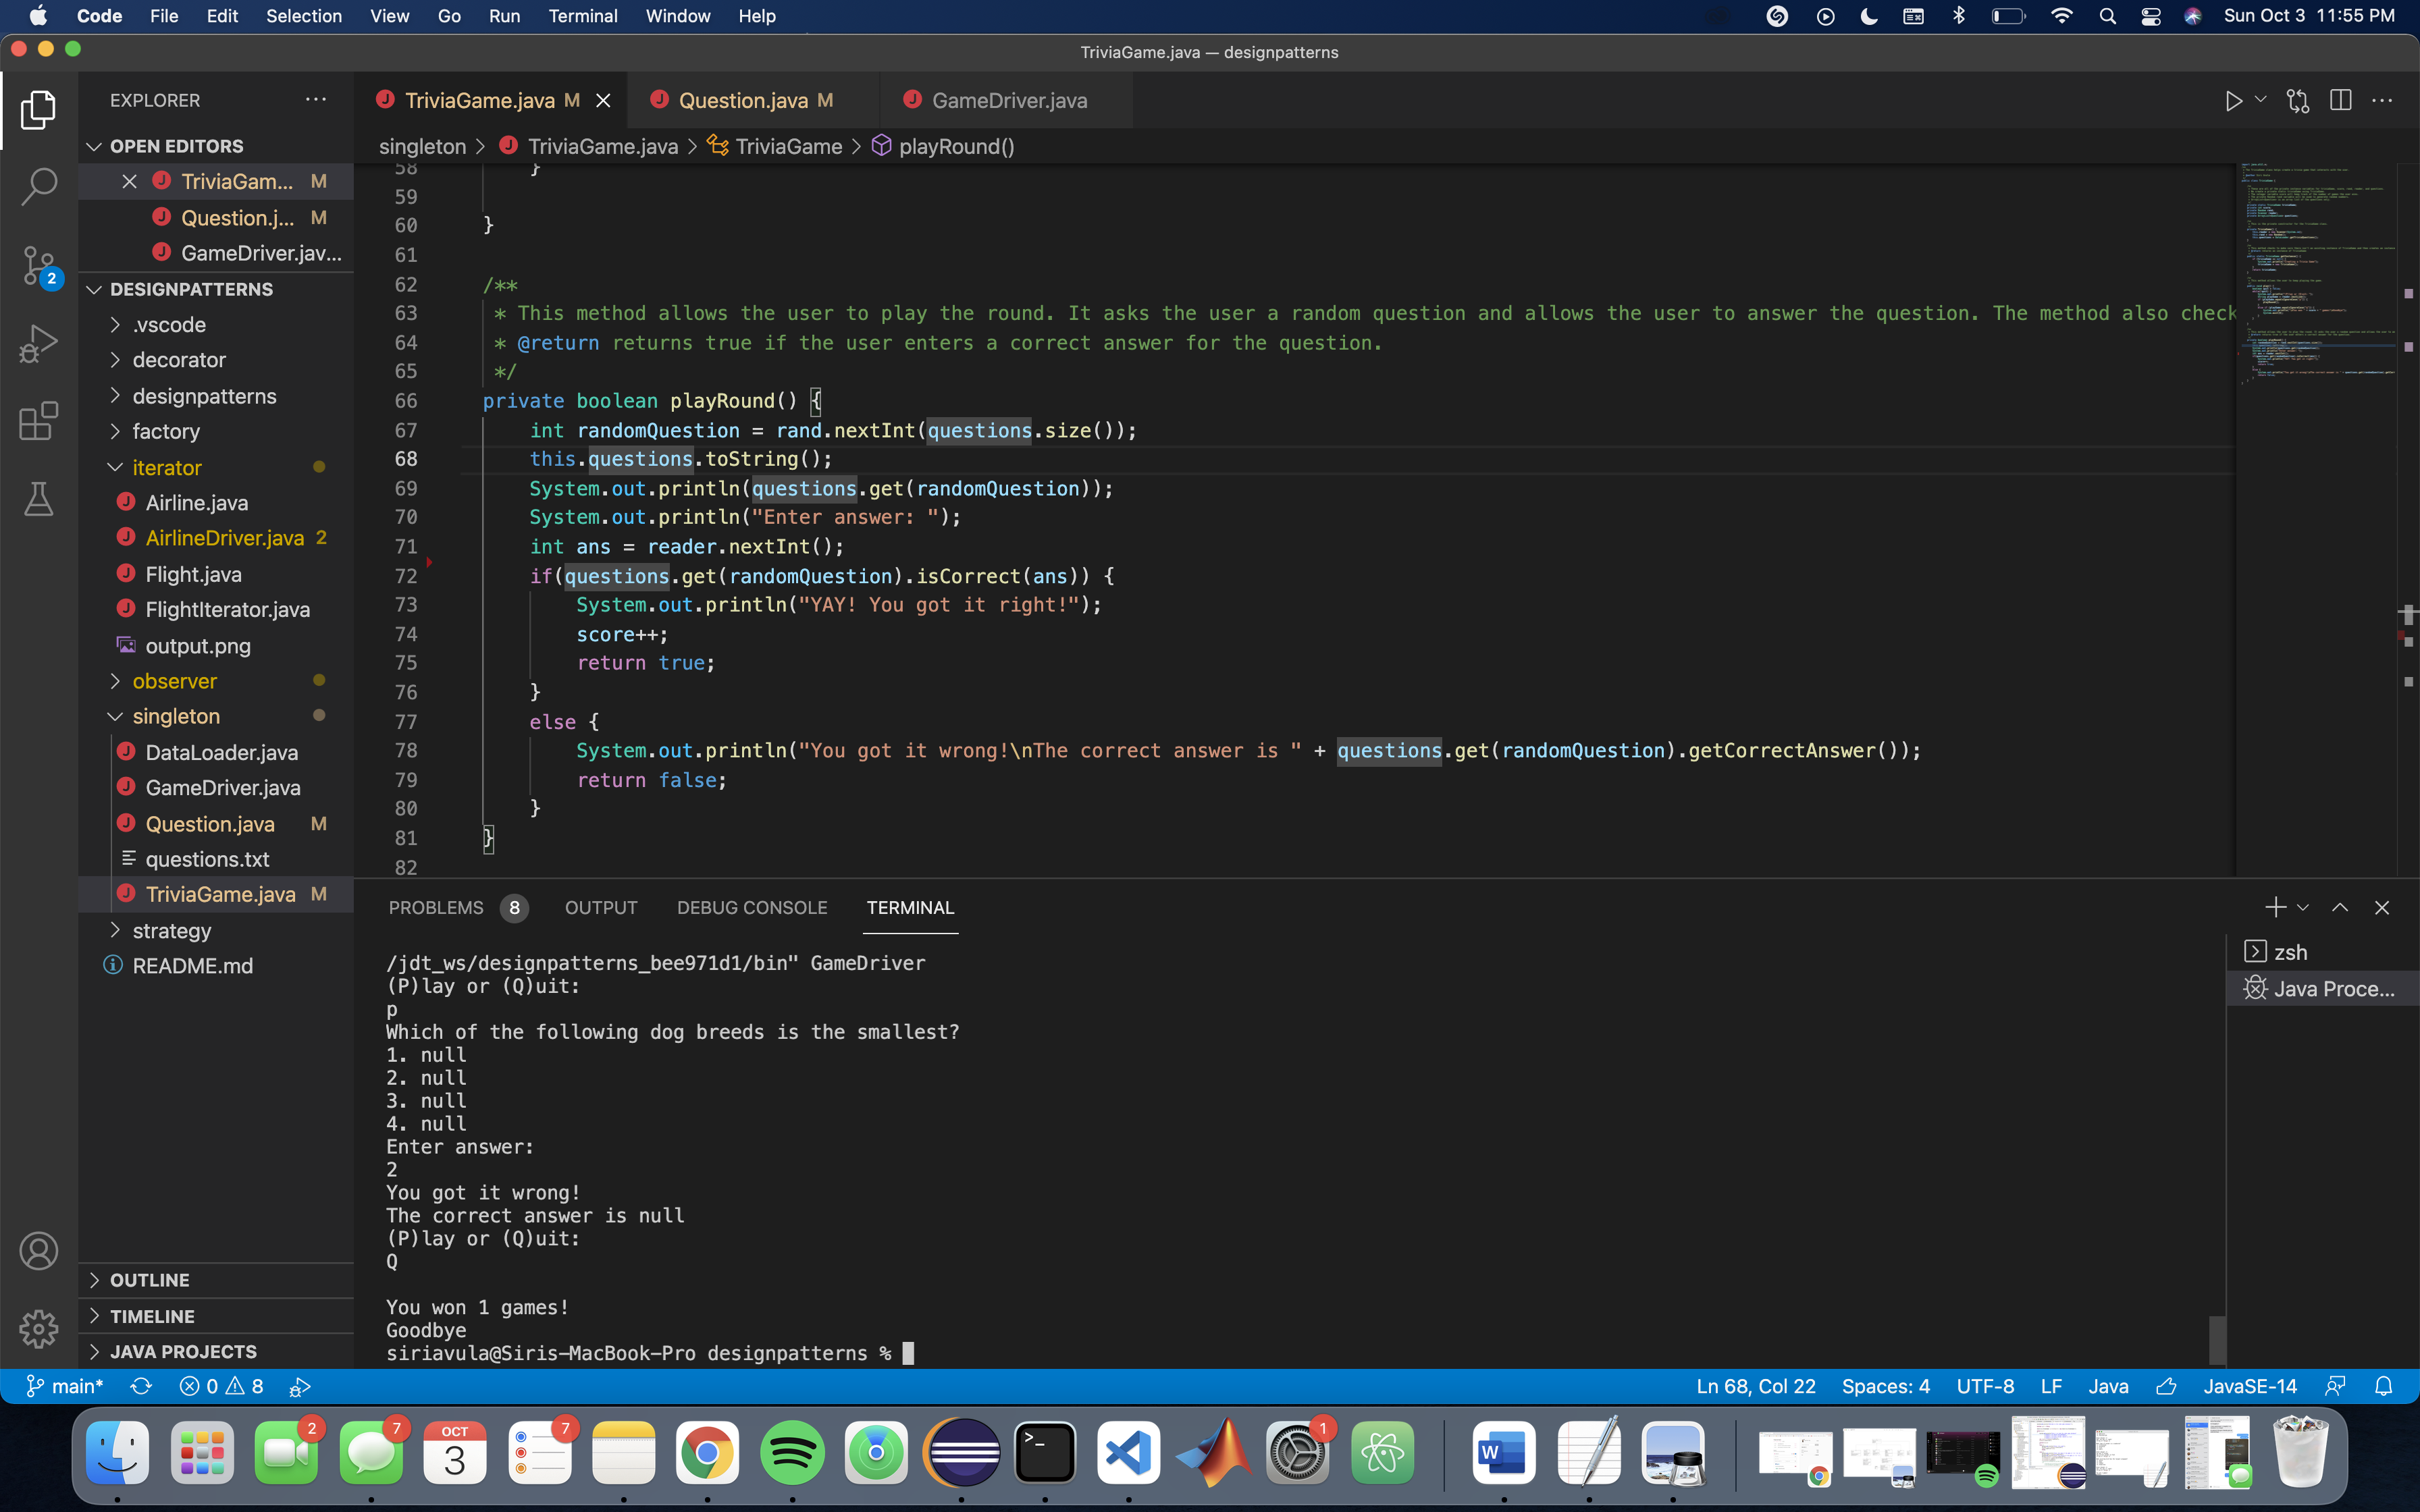 Code File Edit Selection View Go Run Terminal Window Help Sun Oct 3 11:55 PM
TriviaGame.java — designpatterns
EXPLORER
TriviaGame.java M Question.java M GameDriver.java
OPEN EDITORS
singleton > TriviaGame.java > TriviaGame > playRound()
TriviaGam... M
Question.j... M
GameDriver.jav...
DESIGNPATTERNS
.vscode
decorator
designpatterns
factory
iterator
Airline.java
AirlineDriver.java 2
Flight.java
FlightIterator.java
output.png
observer
singleton
DataLoader.java
GameDriver.java
Question.java M
questions.txt
TriviaGame.java M
strategy
README.md
OUTLINE
TIMELINE
JAVA PROJECTS
2
58 }
59
60 }
61
62 /**
63 * This method allows the user to play the round. It asks the user a random question and allows the user to answer the question. The method also check
64 * @return returns true if the user enters a correct answer for the question.
65 */
66 private boolean playRound() {
67 int randomQuestion = rand.nextInt(questions.size());
68 this.questions.toString();
69 System.out.println(questions.get(randomQuestion));
70 System.out.println("Enter answer: ");
71 int ans = reader.nextInt();
72 if(questions.get(randomQuestion).isCorrect(ans)) {
73 System.out.println("YAY! You got it right!");
74 score++;
75 return true;
76 }
77 else {
78 System.out.println("You got it wrong!\nThe correct answer is " + questions.get(randomQuestion).getCorrectAnswer());
79 return false;
80 }
81 }
82
PROBLEMS 8 OUTPUT DEBUG CONSOLE TERMINAL
/jdt_ws/designpatterns_bee971d1/bin" GameDriver
(P)lay or (Q)uit:
p
Which of the following dog breeds is the smallest?
1. null
2. null
3. null
4. null
Enter answer:
2
You got it wrong!
The correct answer is null
(P)lay or (Q)uit:
Q
You won 1 games!
Goodbye
siriavula@Siris-MacBook-Pro designpatterns %
zsh
Java Proce...
main* 0 8 Ln 68, Col 22 Spaces: 4 UTF-8 LF Java JavaSE-14
2 7 OCT 3 7 1 W